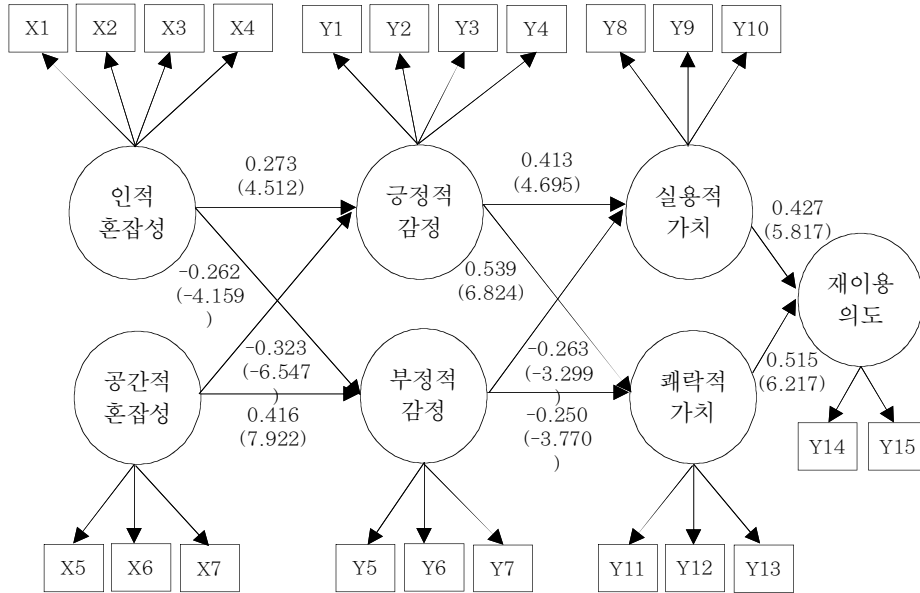 X1
X2
X3
X4
Y1
Y2
Y3
Y4
Y8
Y9
Y10
인적
혼잡성
0.273
(4.512)
긍정적
감정
0.413
(4.695)
실용적
가치
0.427
(5.817)
-0.262
(-4.159
)
0.539
(6.824)
재이용
의도
공간적
혼잡성
-0.323
(-6.547
)
0.416
(7.922)
부정적
감정
-0.263
(-3.299
)
-0.250
(-3.770
)
쾌락적
가치
0.515
(6.217)
Y14
Y15
X5
X6
X7
Y5
Y6
Y7
Y11
Y12
Y13